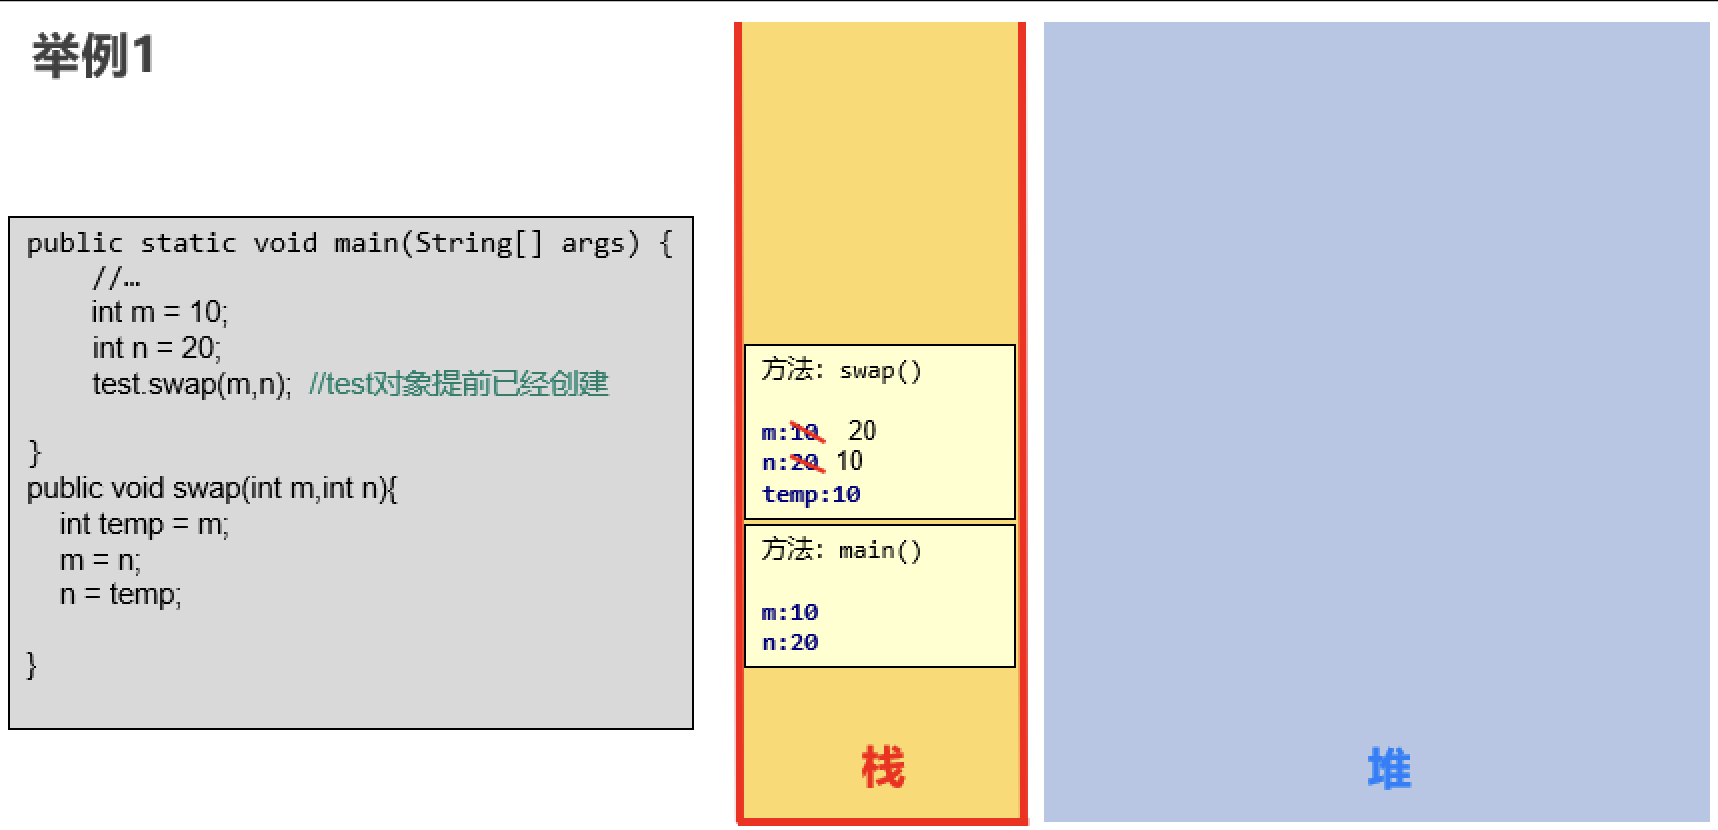 举例1
public static void main(String[] args) {
//…
int m = 10;
int n = 20;
test.swap(m,n); //test对象提前已经创建
}
public void swap(int m,int n){
int temp = m;
m = n;
n = temp;
}
方法: swap()
m:10 20
n:20 10
temp:10
方法: main()
m:10
n:20
栈
堆